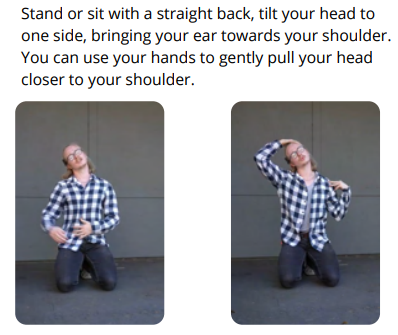 Stand or sit with a straight back, tilt your head to
one side, bringing your ear towards your shoulder.
You can use your hands to gently pull your head
closer to your shoulder.